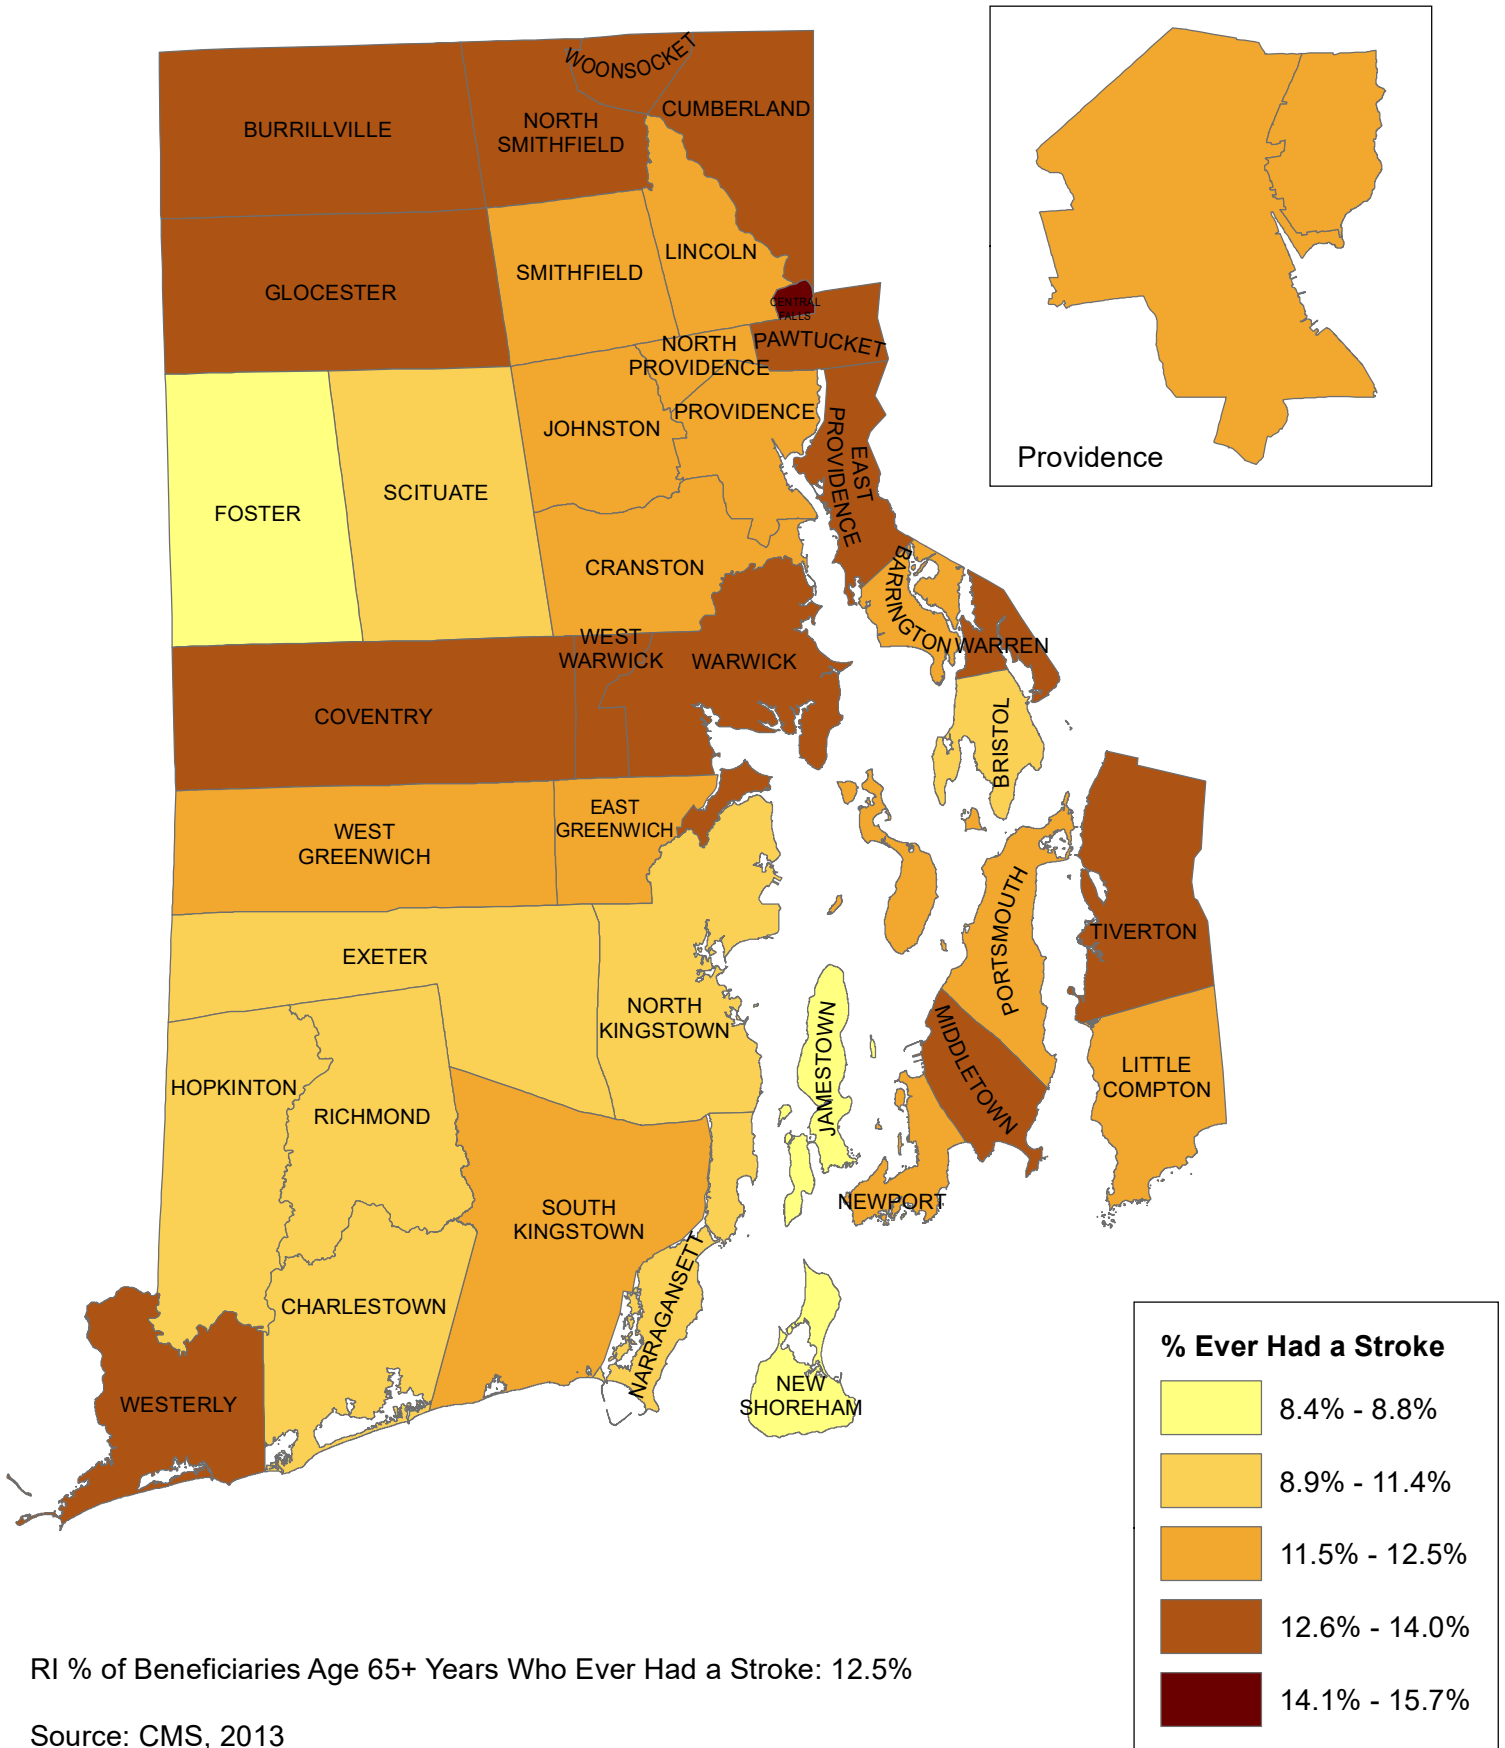 WOONSOCKET
CUMBERLAND
BURRILLVILLE
NORTH
SMITHFIELD
LINCOLN
SMITHFIELD
GLOCESTER
CENTRAL
FALLS
PAWTUCKET
NORTH
PROVIDENCE
PROVIDENCE
JOHNSTON
EAST
PROVIDENCE
SCITUATE
FOSTER
CRANSTON
BARRINGTON
WARREN
WEST
WARWICK
WARWICK
COVENTRY
BRISTOL
EAST
GREENWICH
WEST
GREENWICH
PORTSMOUTH
TIVERTON
EXETER
NORTH
KINGSTOWN
JAMESTOWN
MIDDLETOWN
LITTLE
COMPTON
HOPKINTON
RICHMOND
SOUTH
KINGSTOWN
NEWPORT
NARRAGANSETT
CHARLESTOWN
NEW
SHOREHAM
WESTERLY
Providence
% Ever Had a Stroke
8.4% - 8.8%
8.9% - 11.4%
11.5% - 12.5%
12.6% - 14.0%
14.1% - 15.7%
RI % of Beneficiaries Age 65+ Years Who Ever Had a Stroke: 12.5%
Source: CMS, 2013